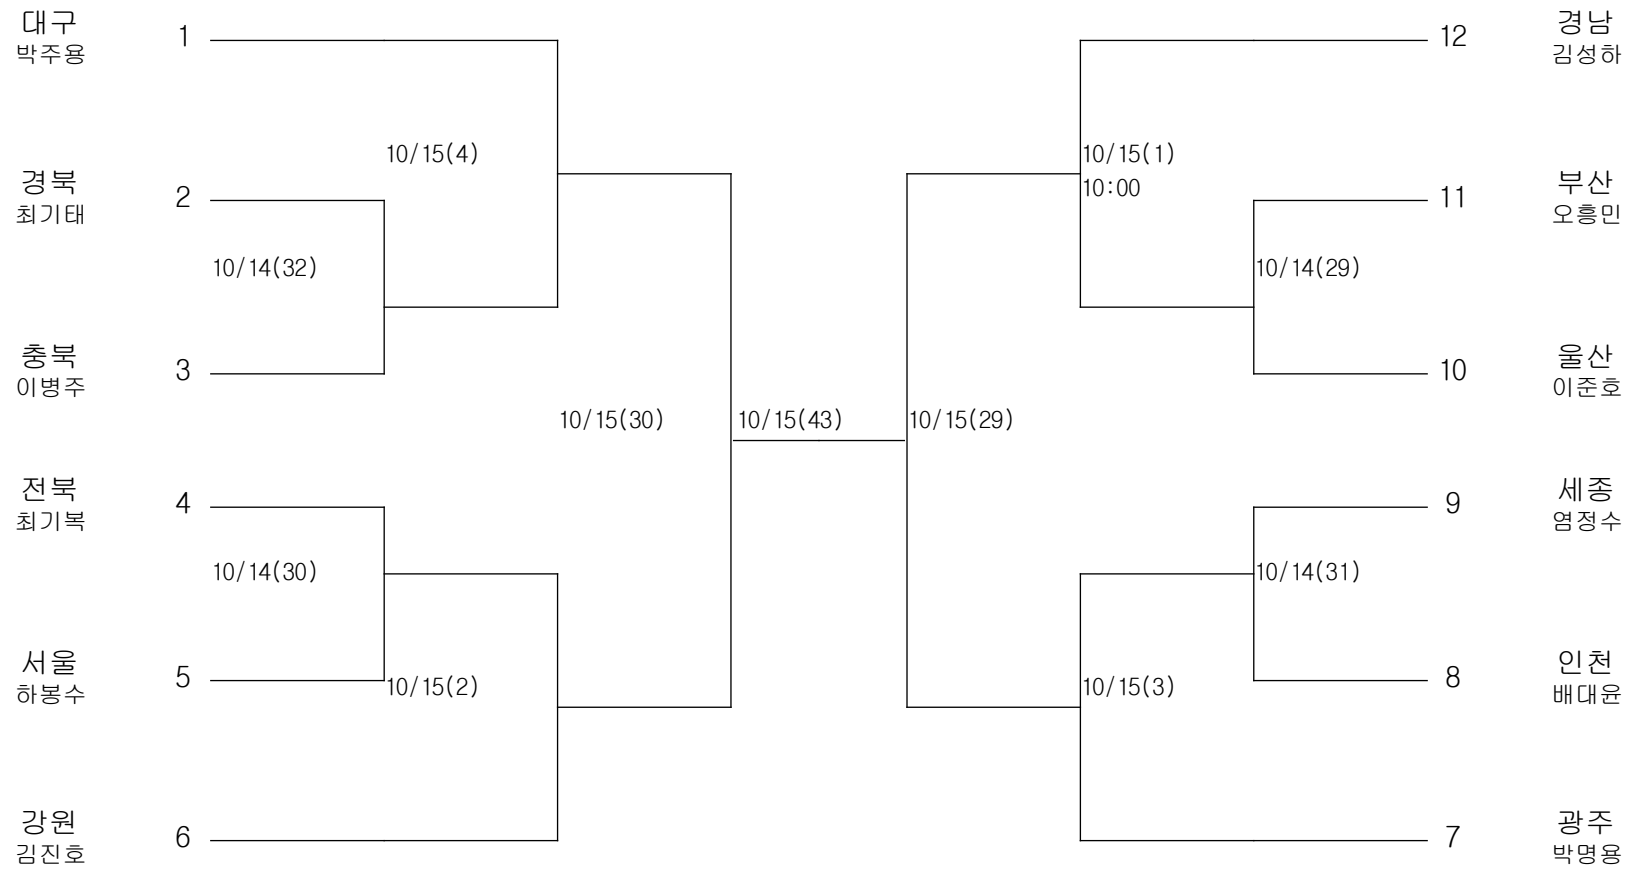 대구
박주용
1
12
경남
김성하
10/15(4)
10/15(1)
10:00
경북
최기태
2
11
부산
오흥민
10/14(32)
10/14(29)
충북
이병주
3
10
울산
이준호
10/15(30)
10/15(43)
10/15(29)
전북
최기복
4
9
세종
염정수
10/14(30)
10/14(31)
서울
하봉수
5
10/15(2)
10/15(3)
8
인천
배대윤
강원
김진호
6
7
광주
박명용